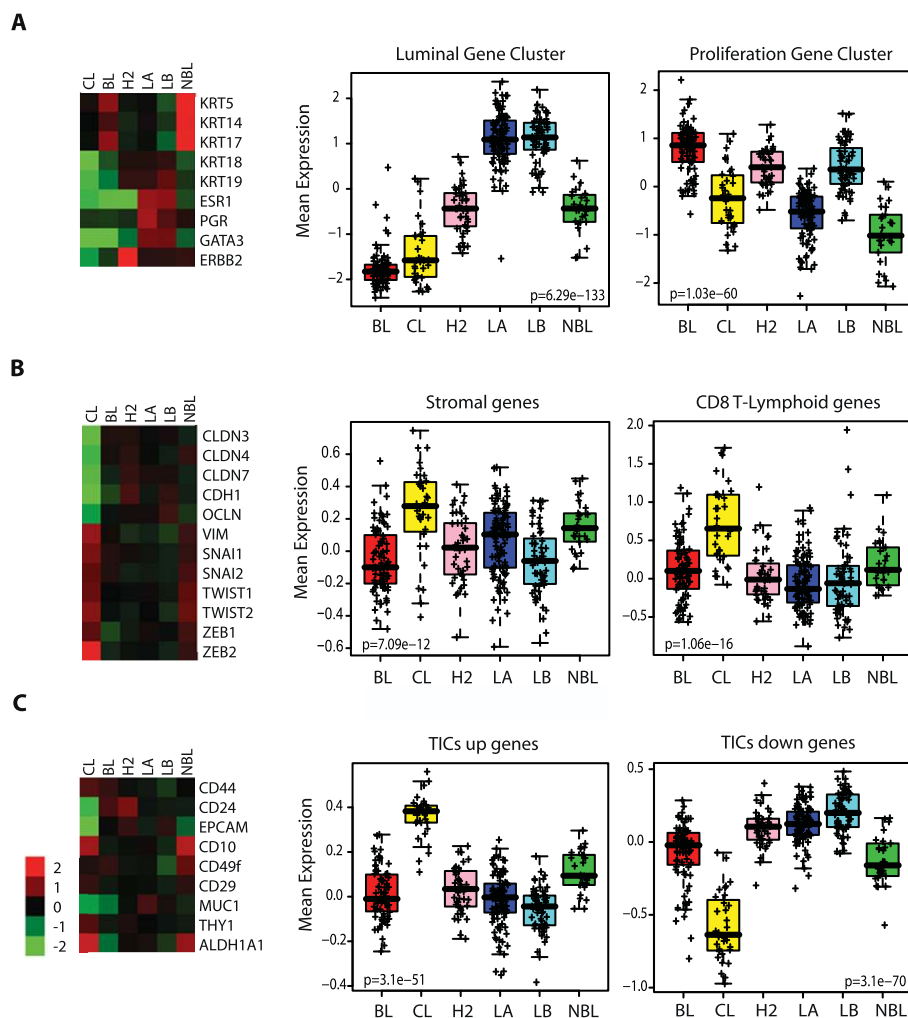 A
CL BL H2 LA LB NBL
KRT5
KRT14
KRT17
KRT18
KRT19
ESR1
PGR
GATA3
ERBB2
Luminal Gene Cluster
Mean Expression
2
1
0
−1
−2
p=6.29e−133
BL CL H2 LA LB NBL
Proliferation Gene Cluster
2
1
0
−1
−2
p=1.03e−60
BL CL H2 LA LB NBL
B
CL BL H2 LA LB NBL
CLDN3
CLDN4
CLDN7
CDH1
OCLN
VIM
SNAI1
SNAI2
TWIST1
TWIST2
ZEB1
ZEB2
Stromal genes
Mean Expression
0.6
0.4
0.2
0.0
−0.2
−0.4
−0.6
p=7.09e−12
BL CL H2 LA LB NBL
CD8 T-Lymphoid genes
2.0
1.5
1.0
0.5
0.0
−0.5
p=1.06e−16
BL CL H2 LA LB NBL
C
CL BL H2 LA LB NBL
CD44
CD24
EPCAM
CD10
CD49f
CD29
MUC1
THY1
ALDH1A1
2
1
0
-1
-2
TICs up genes
Mean Expression
0.4
0.2
0.0
−0.2
−0.4
p=3.1e−51
BL CL H2 LA LB NBL
TICs down genes
0.5
0.0
−0.5
−1.0
p=3.1e−70
BL CL H2 LA LB NBL